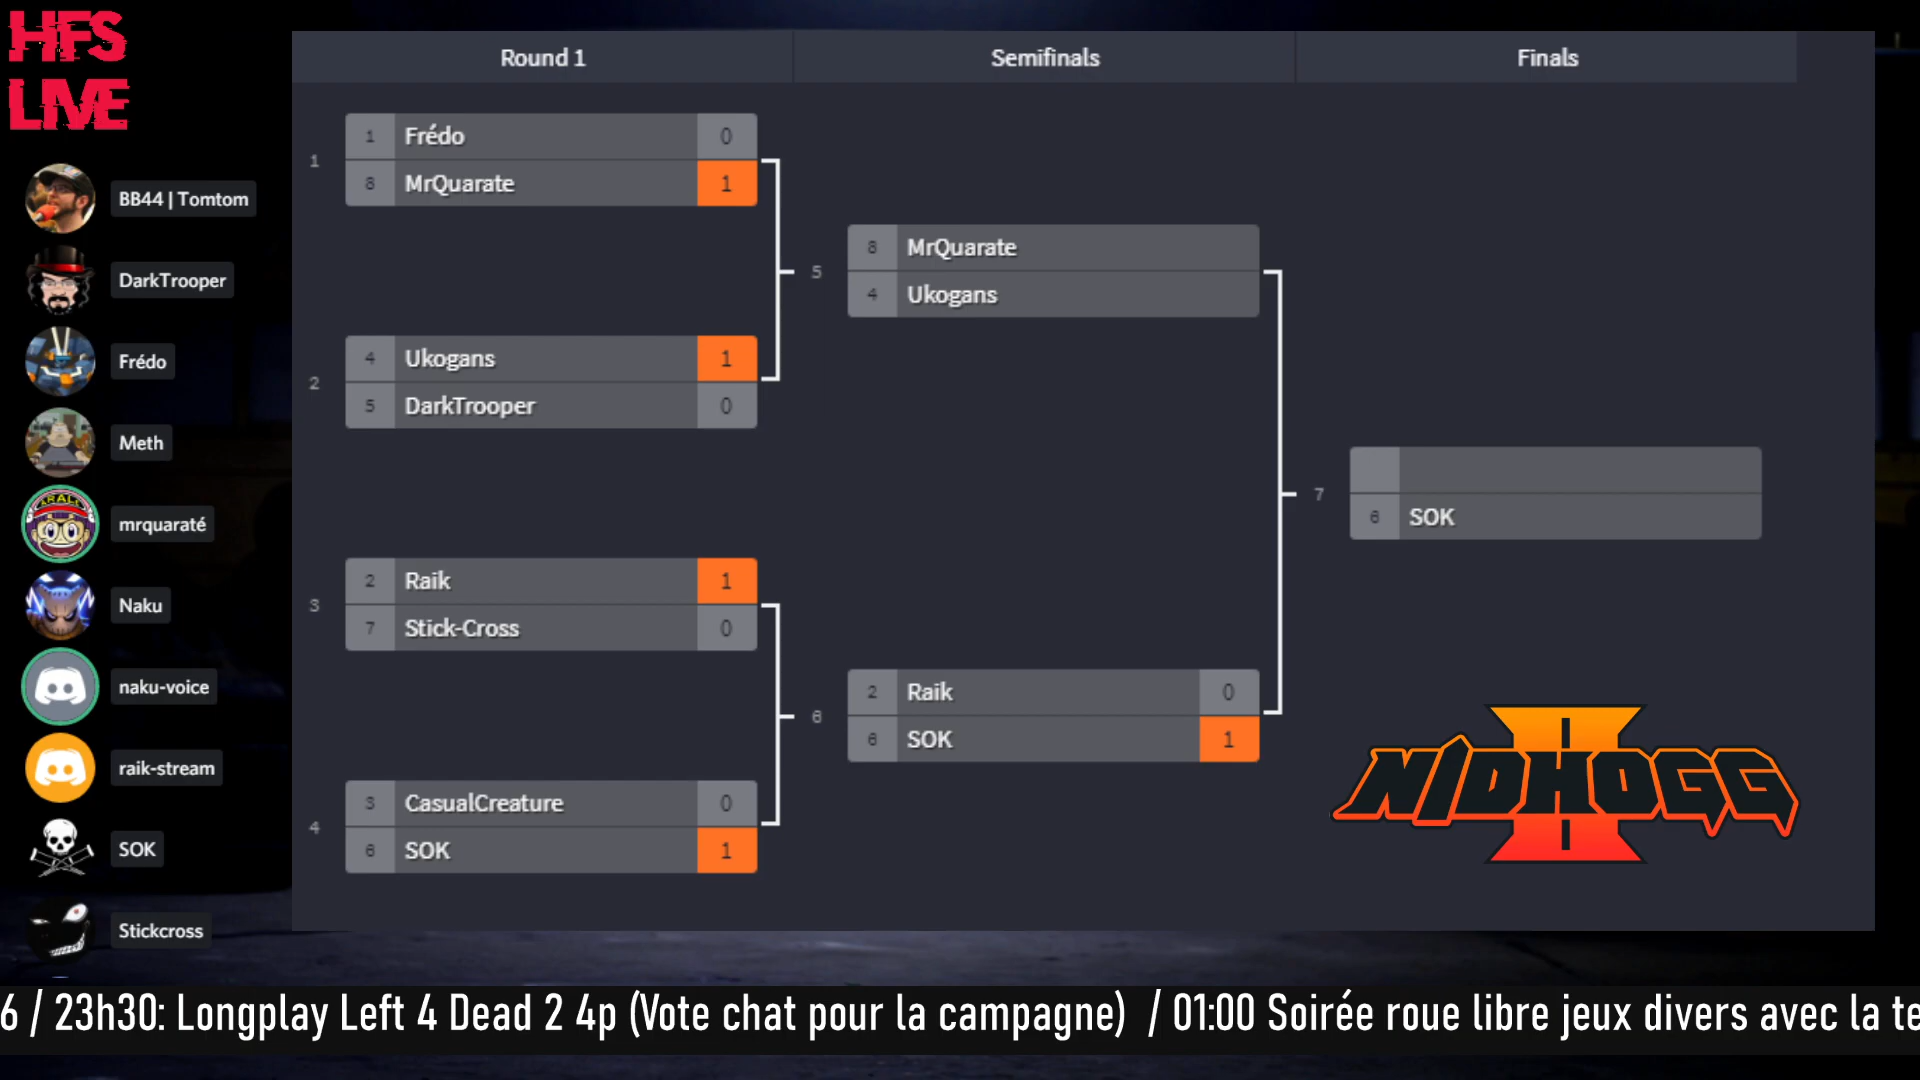 HFS
LIVE
BB44 | Tomtom
DarkTrooper
Frédo
Meth
mrquaraté
Naku
naku-voice
raik-stream
SOK
Stickcross
Round 1
Semifinals
Finals
1
1 Frédo 0
8 MrQuarate 1
2
4 Ukogans 1
5 DarkTrooper 0
3
2 Raik 1
7 Stick-Cross 0
4
3 CasualCreature 0
6 SOK 1
5
8 MrQuarate
4 Ukogans
6
2 Raik 0
6 SOK 1
7
6 SOK
NIDHOGG
6 / 23h30: Longplay Left 4 Dead 2 4p (Vote chat pour la campagne) / 01:00 Soirée roue libre jeux divers avec la te